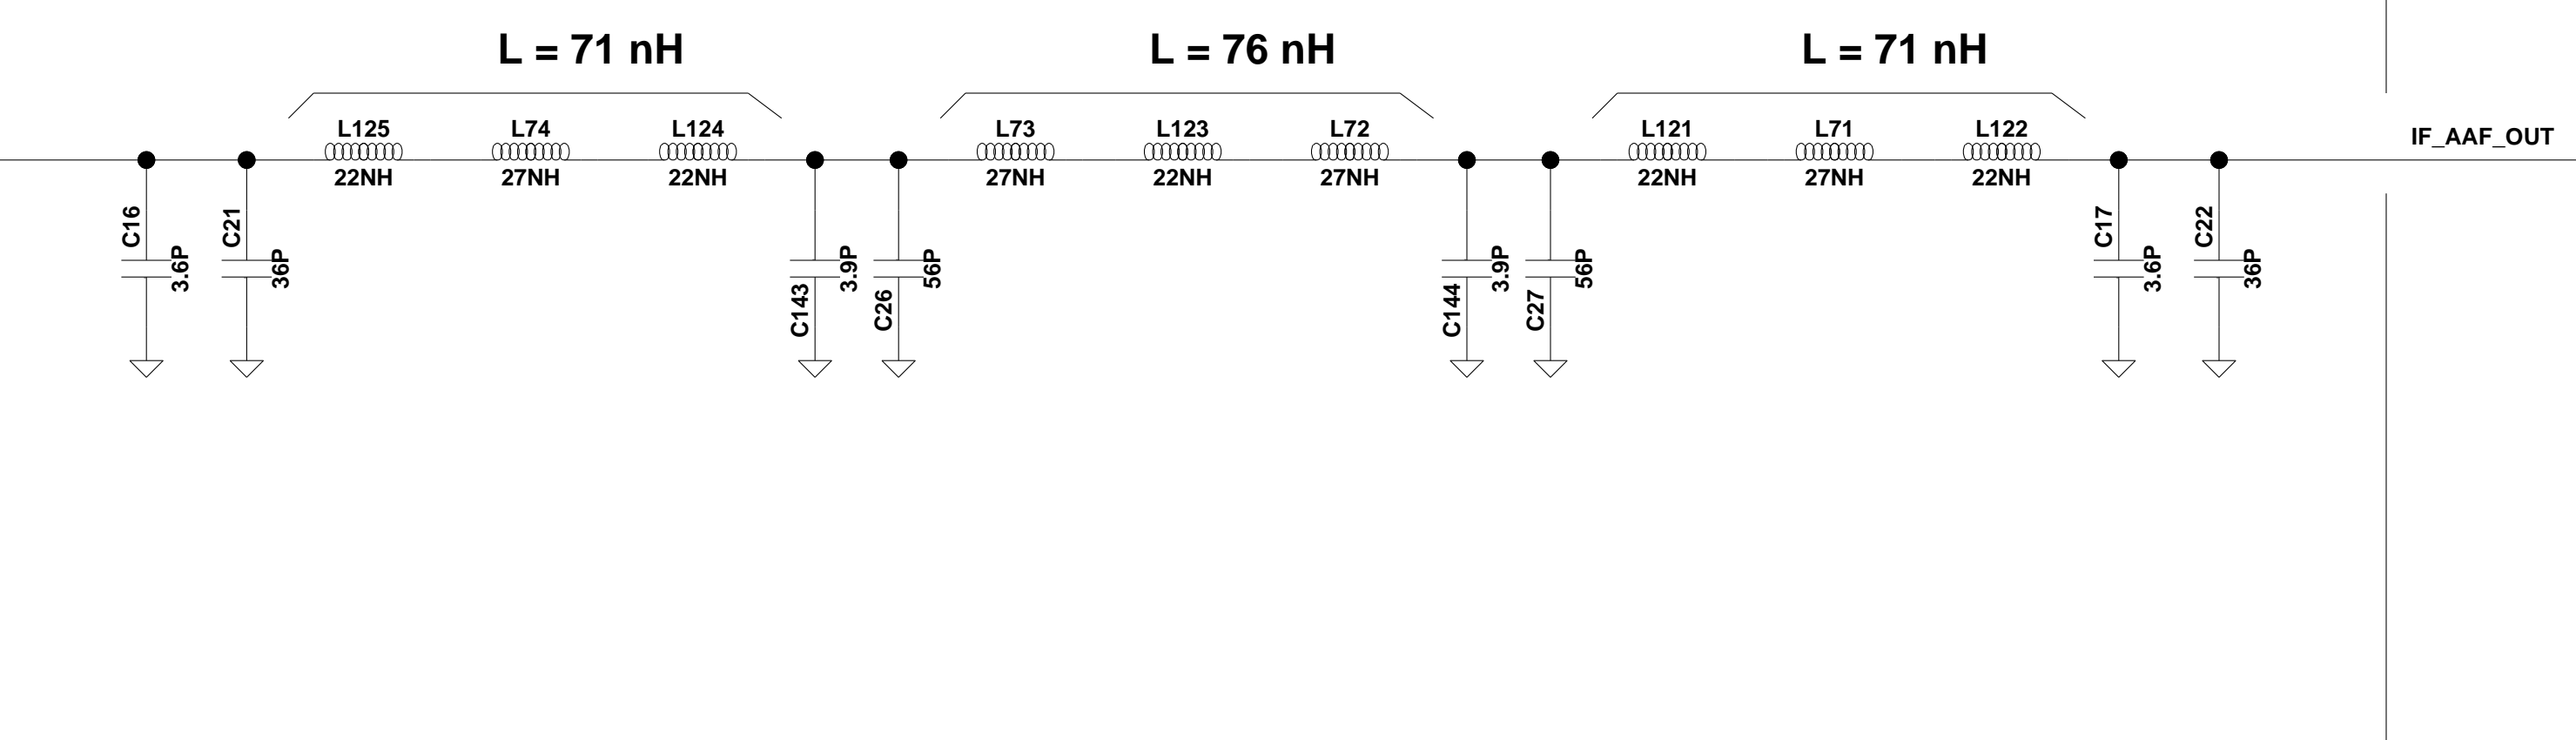 L = 71 nH
L = 76 nH
L = 71 nH
L125
L74
L124
L73
L123
L72
L121
L71
L122
IF_AAF_OUT
22NH
27NH
22NH
27NH
22NH
27NH
22NH
27NH
22NH
C16
3.6P
C21
36P
C143
3.9P
C26
56P
C144
3.9P
C27
56P
C17
3.6P
C22
36P